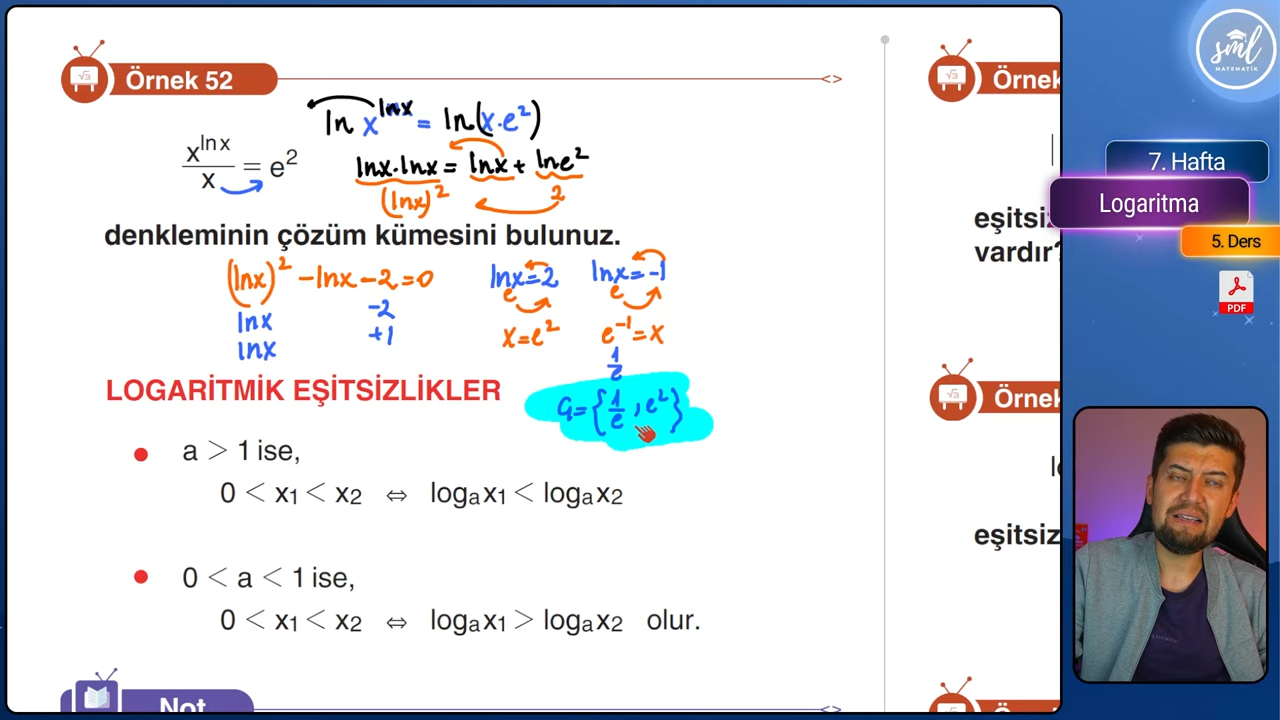 Örnek 52
ln x^lnx = ln(x·e²)
x^lnx / x = e²
lnx·lnx = lnx + lne²
(lnx)² 2
denkleminin çözüm kümesini bulunuz.
(lnx)² - lnx - 2 = 0
lnx -2
lnx +1
lnx = 2
e
x = e²
lnx = -1
e
e⁻¹ = x
1/e
Ç = {1/e, e²}
LOGARİTMİK EŞİTSİZLİKLER
• a > 1 ise,
0 < x₁ < x₂ ⇔ logₐx₁ < logₐx₂
• 0 < a < 1 ise,
0 < x₁ < x₂ ⇔ logₐx₁ > logₐx₂ olur.
Not
Örne
eşitsiz
vardır?
Örne
eşitsiz
sml
MATEMATİK
7. Hafta
Logaritma
5. Ders
PDF